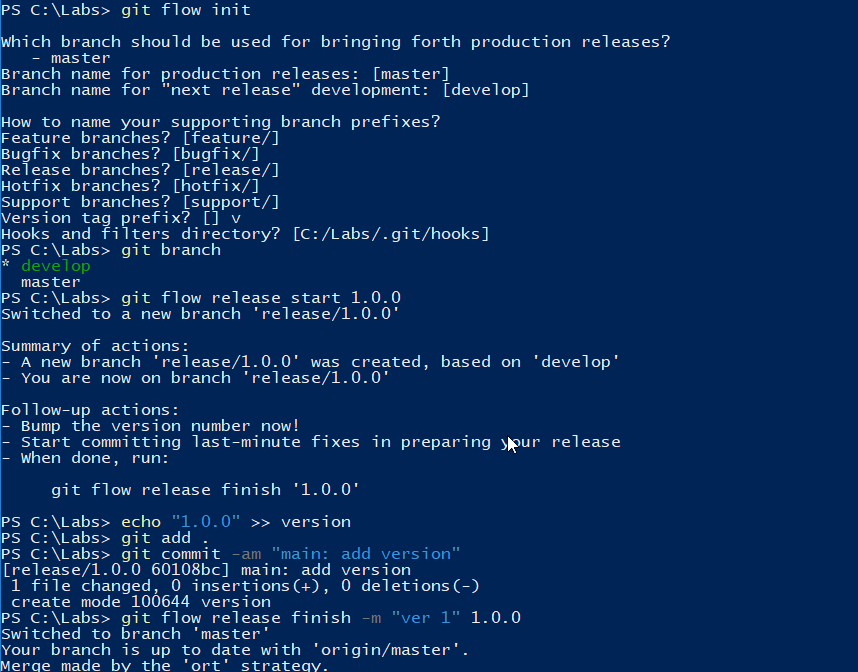 PS C:\Labs> git flow init
Which branch should be used for bringing forth production releases?
- master
Branch name for production releases: [master]
Branch name for "next release" development: [develop]
How to name your supporting branch prefixes?
Feature branches? [feature/]
Bugfix branches? [bugfix/]
Release branches? [release/]
Hotfix branches? [hotfix/]
Support branches? [support/]
Version tag prefix? [] v
Hooks and filters directory? [C:/Labs/.git/hooks]
PS C:\Labs> git branch
* develop
master
PS C:\Labs> git flow release start 1.0.0
Switched to a new branch 'release/1.0.0'
Summary of actions:
- A new branch 'release/1.0.0' was created, based on 'develop'
- You are now on branch 'release/1.0.0'
Follow-up actions:
- Bump the version number now!
- Start committing last-minute fixes in preparing your release
- When done, run:
git flow release finish '1.0.0'
PS C:\Labs> echo "1.0.0" >> version
PS C:\Labs> git add .
PS C:\Labs> git commit -am "main: add version"
[release/1.0.0 60108bc] main: add version
1 file changed, 0 insertions(+), 0 deletions(-)
create mode 100644 version
PS C:\Labs> git flow release finish -m "ver 1" 1.0.0
Switched to branch 'master'
Your branch is up to date with 'origin/master'.
Merge made by the 'ort' strategy.